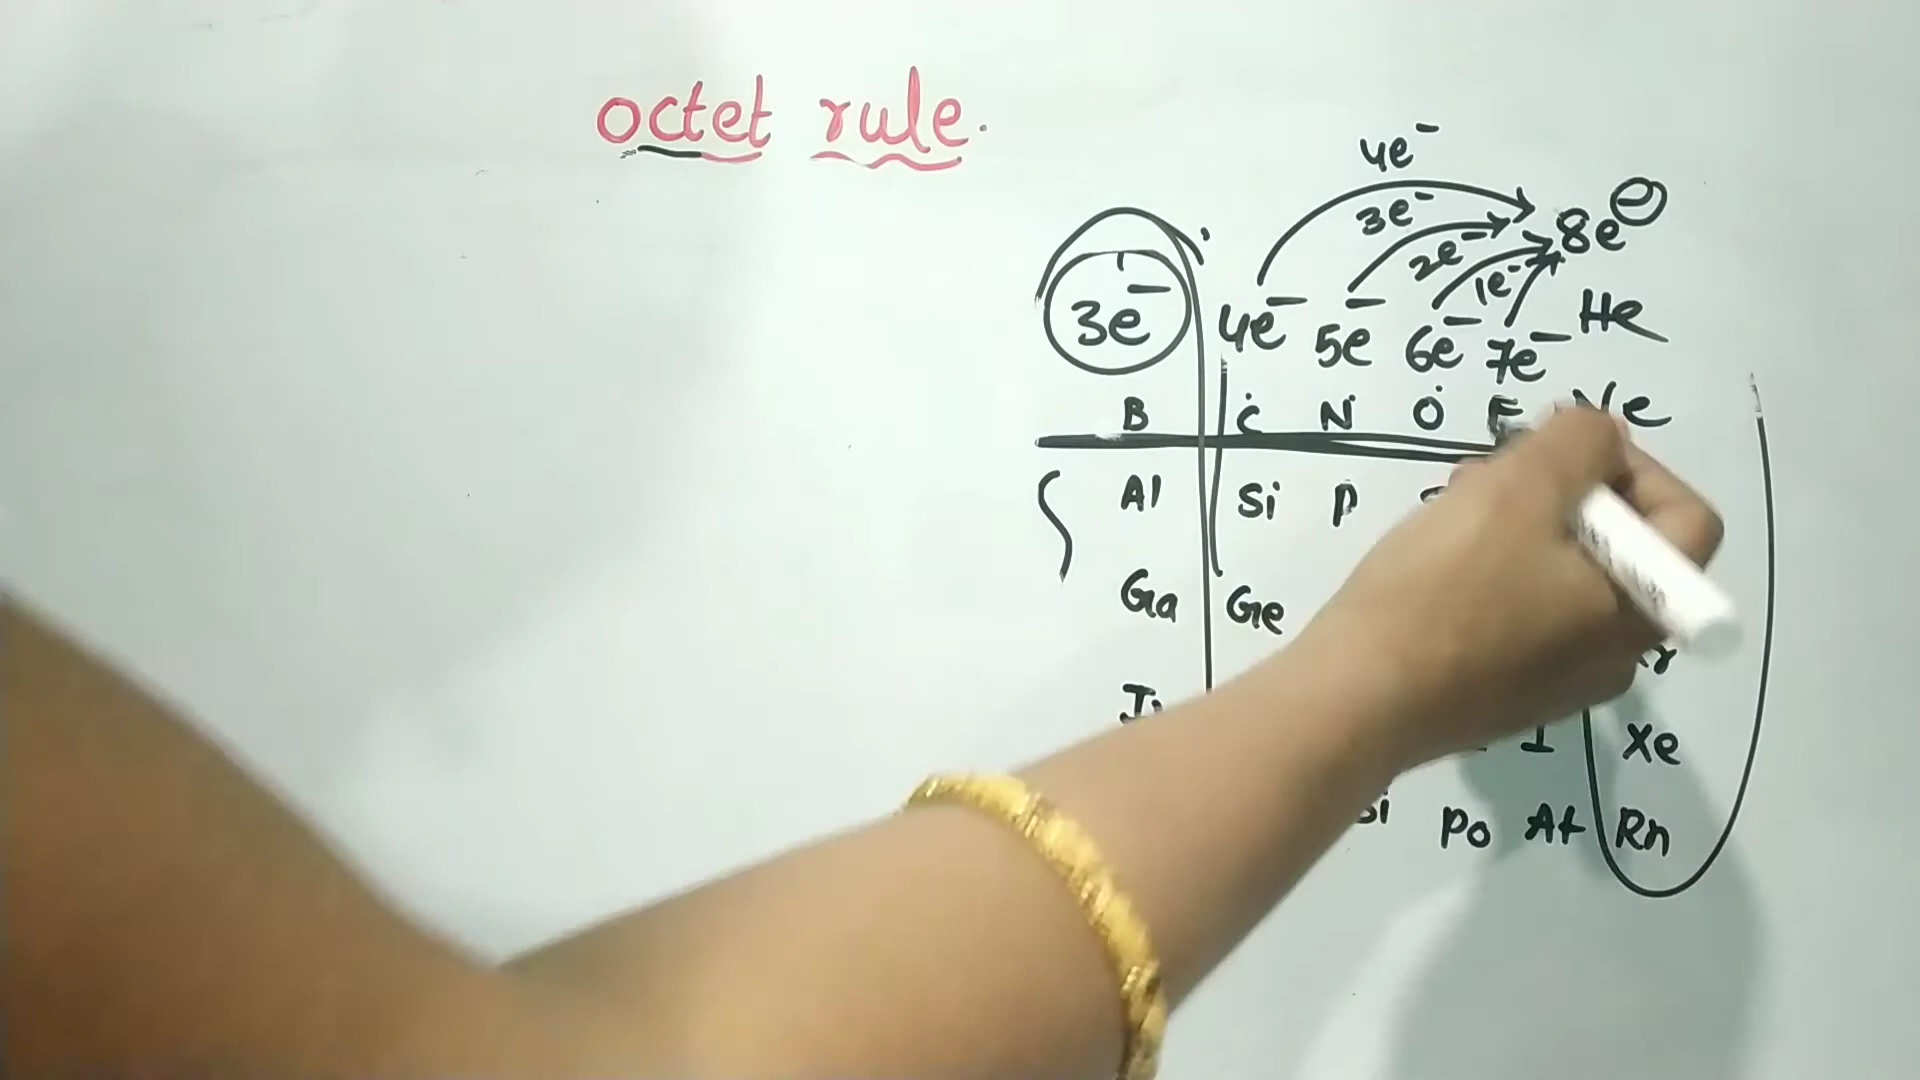 octet rule.
4e⁻
3e⁻ 8e⁻
2e⁻
1e⁻
3e⁻ 4e⁻ 5e⁻ 6e⁻ 7e⁻ He
B C N O F Ne
Al Si P
Ga Ge
I Xe
Po At Rn